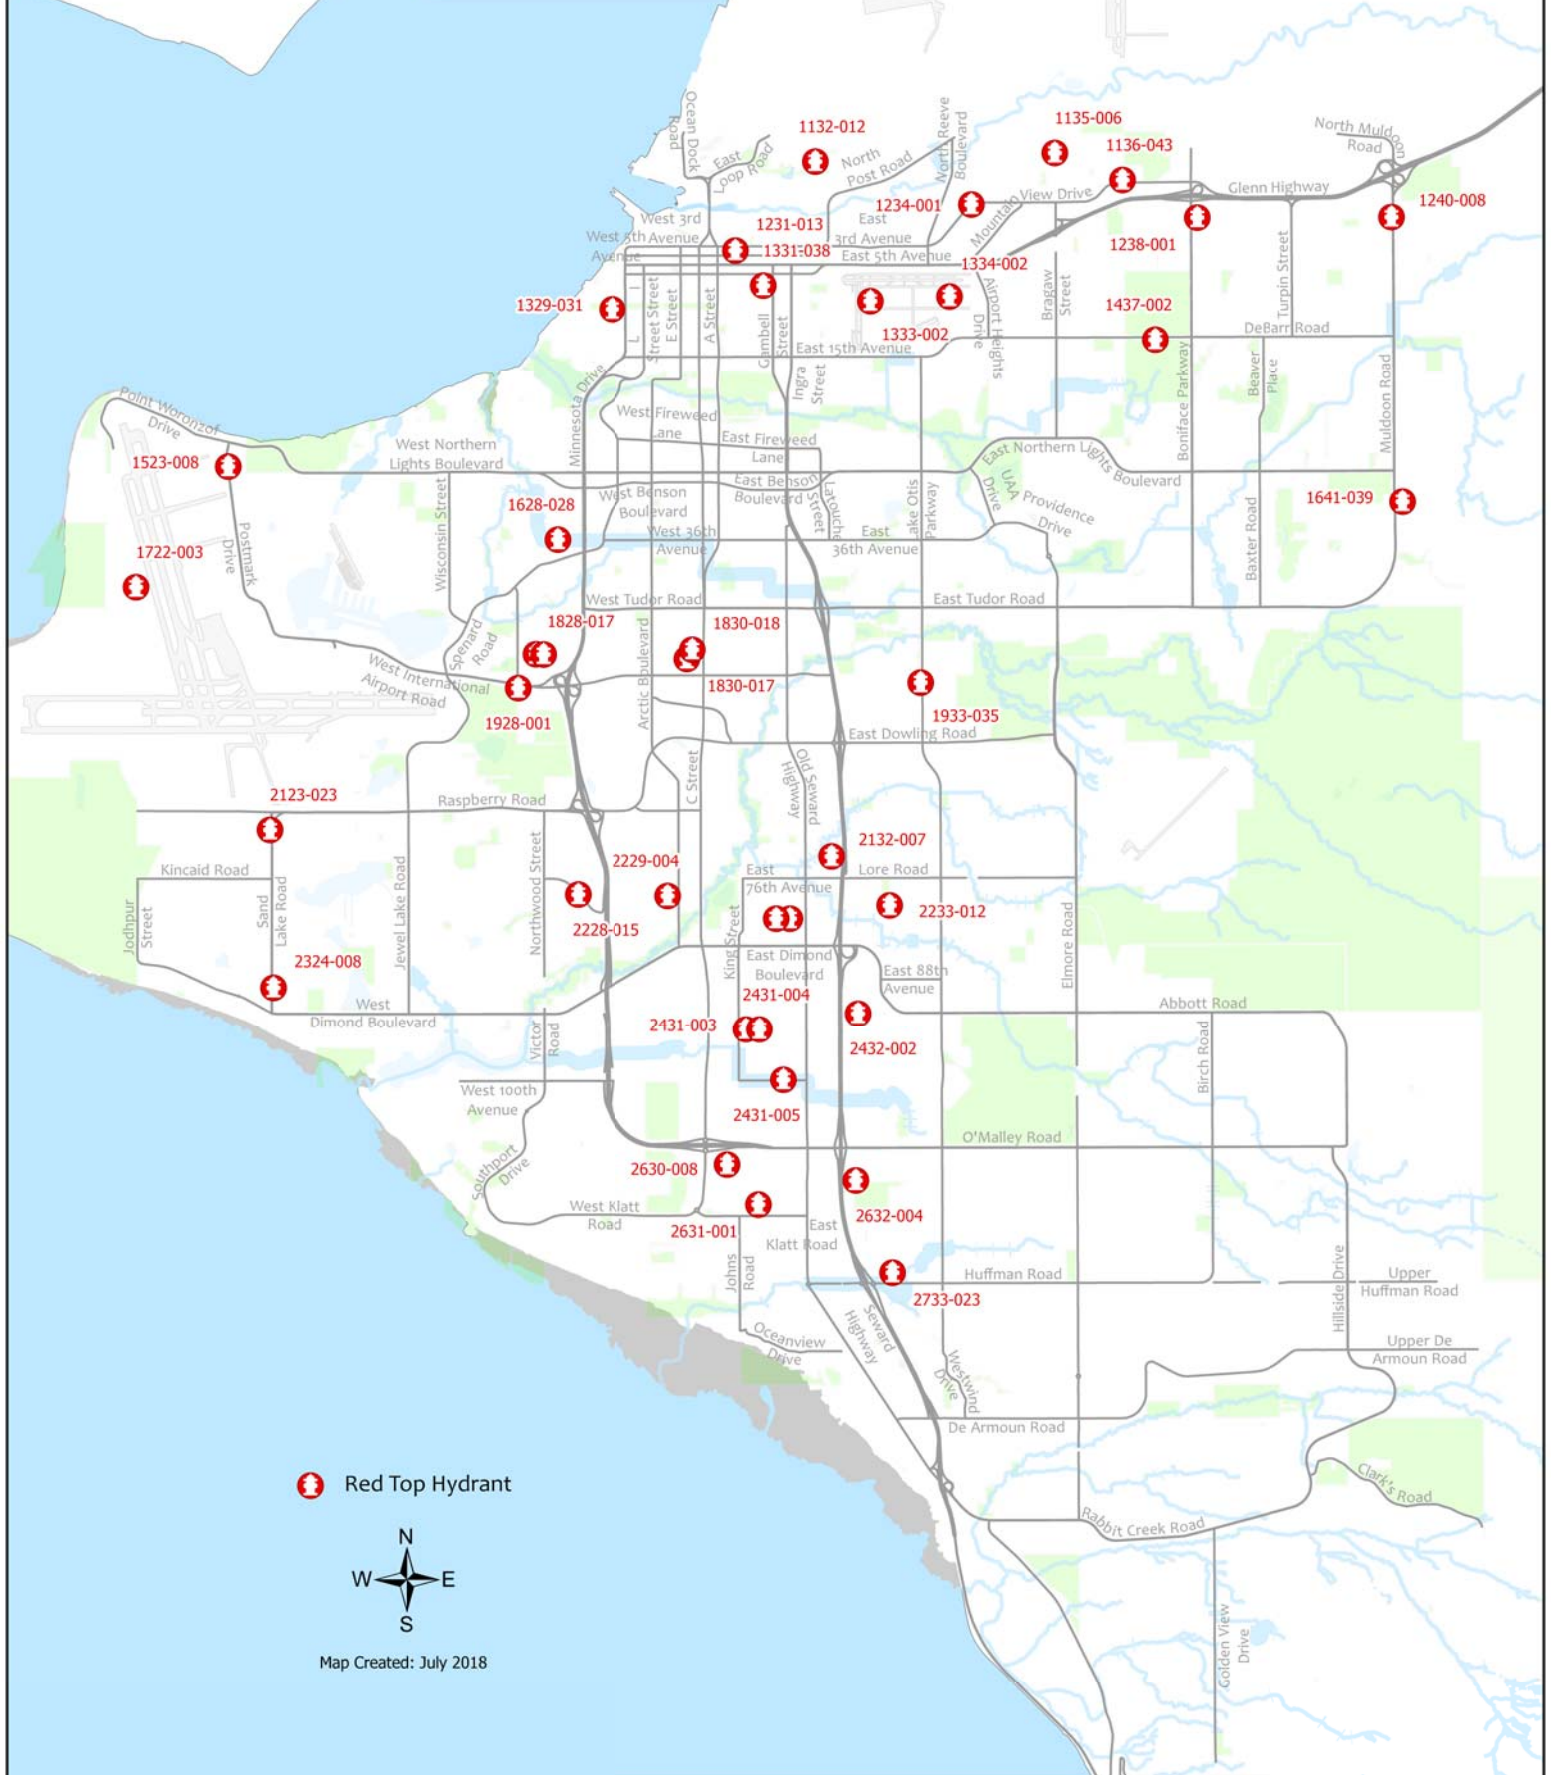 Ocean Dock
Road
East
Loop Road
1132-012
North
Post Road
North Reeve
Boulevard
1135-006
1136-043
North Muldoon
Road
Glenn Highway
1240-008
1234-001
Mountain View Drive
1238-001
West 3rd
Avenue
West 5th
Avenue
1231-013
1331-038
East
3rd Avenue
East 5th Avenue
1334-002
1329-031
I
Street
L
Street
E Street
A Street
Gambell
Street
1333-002
Airport Heights
Drive
Bragaw
Street
1437-002
Turpin Street
DeBarr Road
East 15th Avenue
Ingra
Street
Minnesota Drive
Boniface Parkway
Beaver
Place
Muldoon Road
Point Woronzof
Drive
1523-008
West Northern
Lights Boulevard
West Fireweed
Lane
East Fireweed
Lane
East Northern Lights
Boulevard
West Benson
Boulevard
East Benson
Boulevard
Latouche
Street
Lake Otis
Parkway
UAA
Drive
Providence
Drive
1641-039
1628-028
Wisconsin Street
West 36th
Avenue
East
36th Avenue
Baxter Road
1722-003
Postmark
Drive
West Tudor Road
East Tudor Road
Spenard
Road
1828-017
1830-018
1830-017
West International
Airport Road
1928-001
Arctic Boulevard
1933-035
East Dowling Road
C Street
Old Seward
Highway
2123-023
Raspberry Road
Kincaid Road
Jodhpur
Street
Sand
Lake Road
Jewel Lake Road
Northwood Street
2229-004
2228-015
2132-007
Lore Road
East
76th Avenue
2233-012
King Street
Elmore Road
2324-008
West
Dimond Boulevard
East Dimond
Boulevard
East 88th
Avenue
2431-004
2431-003
2432-002
Abbott Road
Birch Road
Victor
Road
West 100th
Avenue
2431-005
O'Malley Road
Southport
Drive
2630-008
West Klatt
Road
2631-001
2632-004
East
Klatt Road
Johns
Road
Huffman Road
2733-023
Hillside Drive
Upper
Huffman Road
Oceanview
Drive
Seward
Highway
Westwind
Drive
Upper De
Armoun Road
De Armoun Road
Clark's Road
Rabbit Creek Road
Golden View
Drive
Red Top Hydrant
N
W E
S
Map Created: July 2018